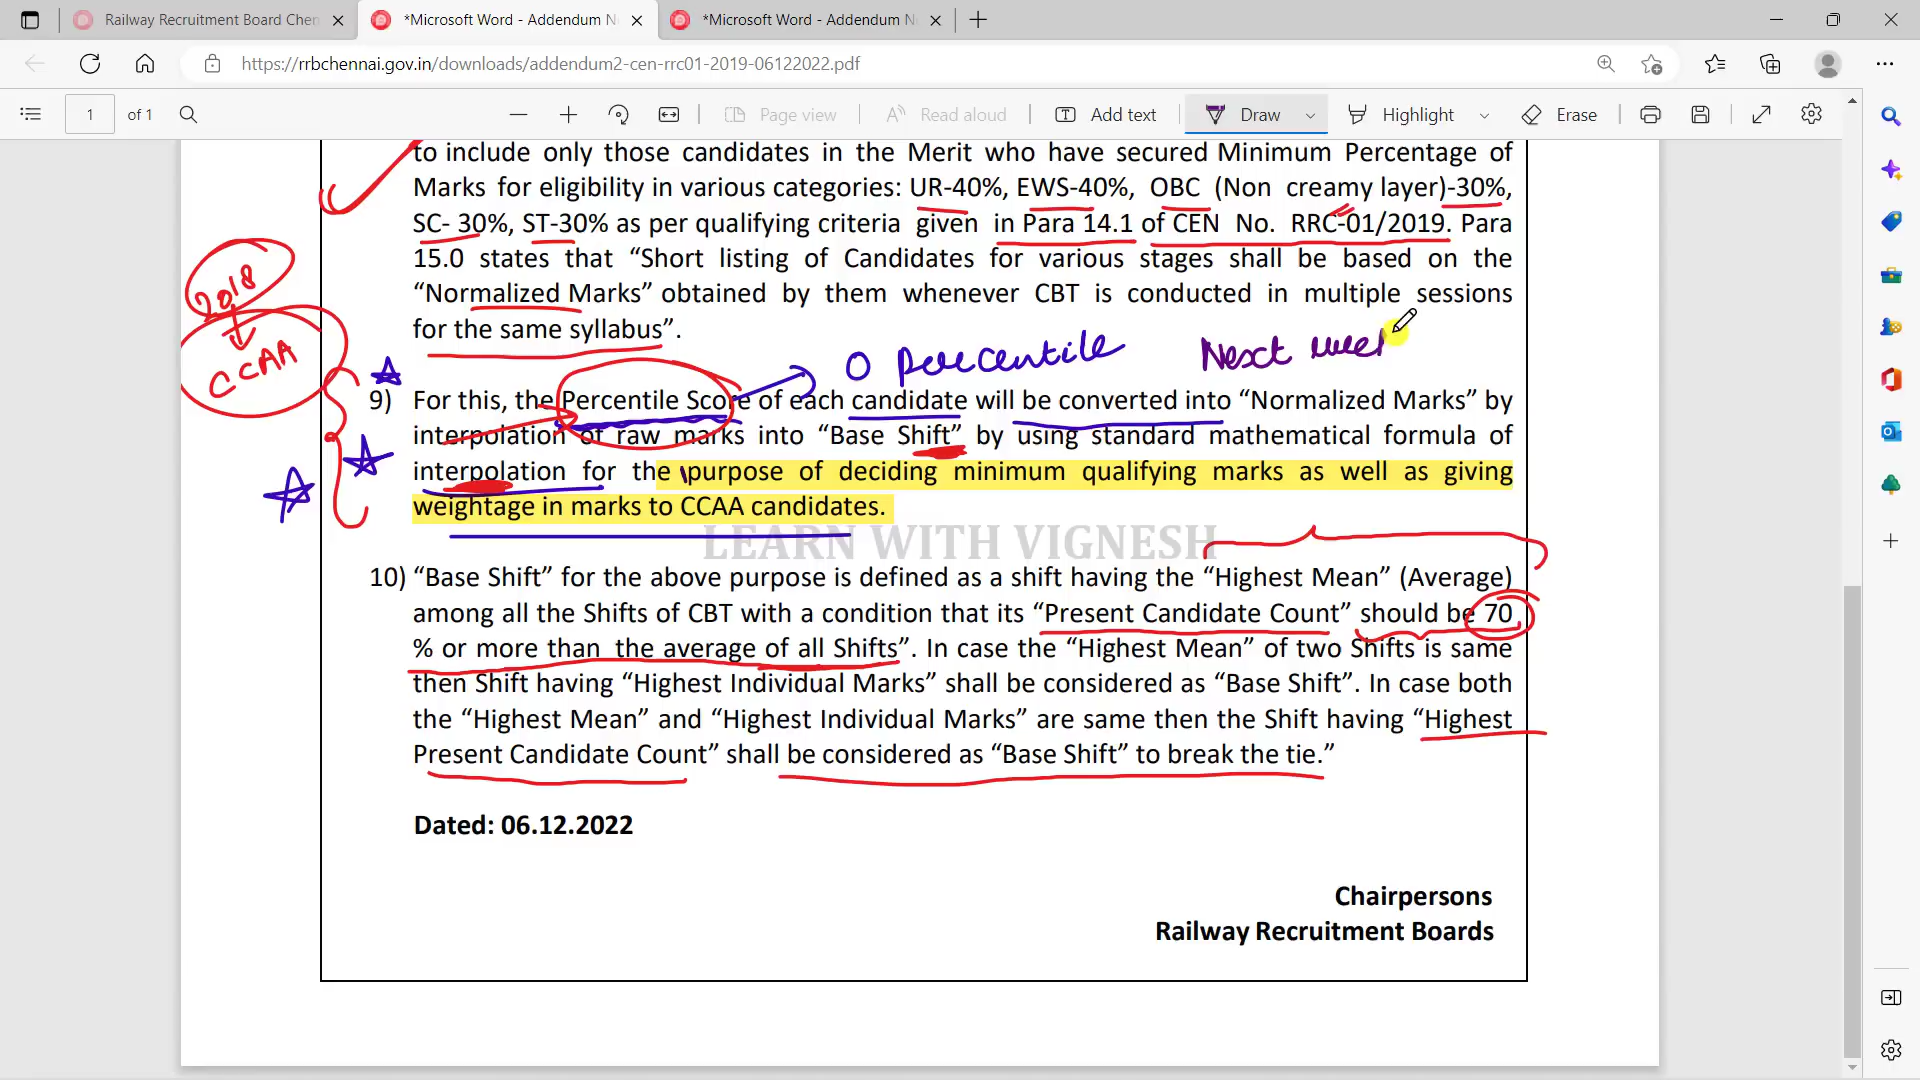 Railway Recruitment Board Chen
*Microsoft Word - Addendum N
*Microsoft Word - Addendum N
https://rrbchennai.gov.in/downloads/addendum2-cen-rrc01-2019-06122022.pdf
1 of 1
Page view
Read aloud
Add text
Draw
Highlight
Erase
to include only those candidates in the Merit who have secured Minimum Percentage of
Marks for eligibility in various categories: UR-40%, EWS-40%, OBC (Non creamy layer)-30%,
SC- 30%, ST-30% as per qualifying criteria given in Para 14.1 of CEN No. RRC-01/2019. Para
15.0 states that “Short listing of Candidates for various stages shall be based on the
“Normalized Marks” obtained by them whenever CBT is conducted in multiple sessions
for the same syllabus”.
2018
CCAA
0 Percentile
Next week
9) For this, the Percentile Score of each candidate will be converted into “Normalized Marks” by
interpolation of raw marks into “Base Shift” by using standard mathematical formula of
interpolation for the purpose of deciding minimum qualifying marks as well as giving
weightage in marks to CCAA candidates.
LEARN WITH VIGNESH
10) “Base Shift” for the above purpose is defined as a shift having the “Highest Mean” (Average)
among all the Shifts of CBT with a condition that its “Present Candidate Count” should be 70
% or more than the average of all Shifts”. In case the “Highest Mean” of two Shifts is same
then Shift having “Highest Individual Marks” shall be considered as “Base Shift”. In case both
the “Highest Mean” and “Highest Individual Marks” are same then the Shift having “Highest
Present Candidate Count” shall be considered as “Base Shift” to break the tie.”
Dated: 06.12.2022
Chairpersons
Railway Recruitment Boards